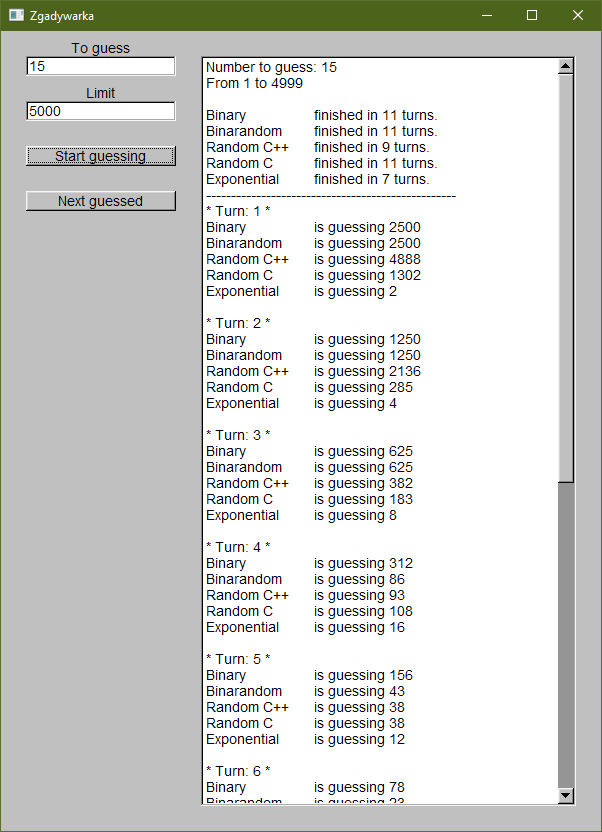 Zgadywarka
To guess
15
Limit
5000
Start guessing
Next guessed
Number to guess: 15
From 1 to 4999
Binary finished in 11 turns.
Binarandom finished in 11 turns.
Random C++ finished in 9 turns.
Random C finished in 11 turns.
Exponential finished in 7 turns.
--------------------------------------------------
* Turn: 1 *
Binary is guessing 2500
Binarandom is guessing 2500
Random C++ is guessing 4888
Random C is guessing 1302
Exponential is guessing 2
* Turn: 2 *
Binary is guessing 1250
Binarandom is guessing 1250
Random C++ is guessing 2136
Random C is guessing 285
Exponential is guessing 4
* Turn: 3 *
Binary is guessing 625
Binarandom is guessing 625
Random C++ is guessing 382
Random C is guessing 183
Exponential is guessing 8
* Turn: 4 *
Binary is guessing 312
Binarandom is guessing 86
Random C++ is guessing 93
Random C is guessing 108
Exponential is guessing 16
* Turn: 5 *
Binary is guessing 156
Binarandom is guessing 43
Random C++ is guessing 38
Random C is guessing 38
Exponential is guessing 12
* Turn: 6 *
Binary is guessing 78
Binarandom is guessing 23